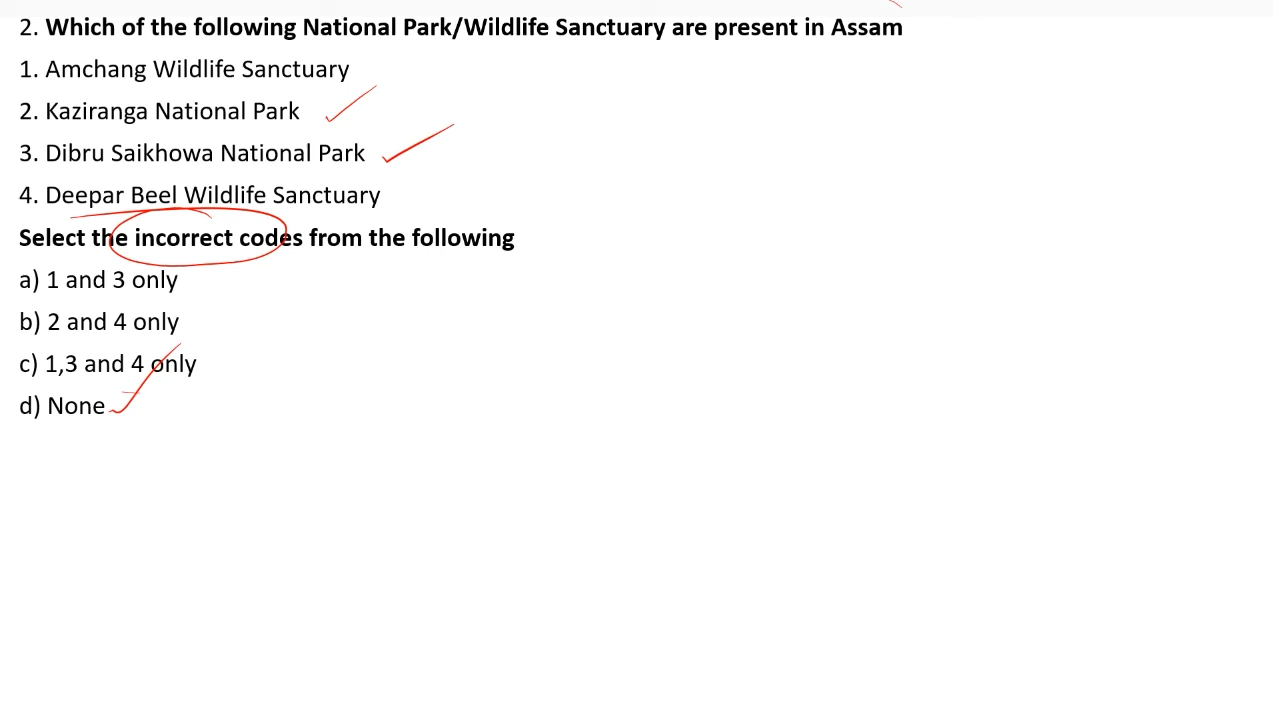 2. Which of the following National Park/Wildlife Sanctuary are present in Assam
1. Amchang Wildlife Sanctuary
2. Kaziranga National Park
3. Dibru Saikhowa National Park
4. Deepar Beel Wildlife Sanctuary
Select the incorrect codes from the following
a) 1 and 3 only
b) 2 and 4 only
c) 1,3 and 4 only
d) None